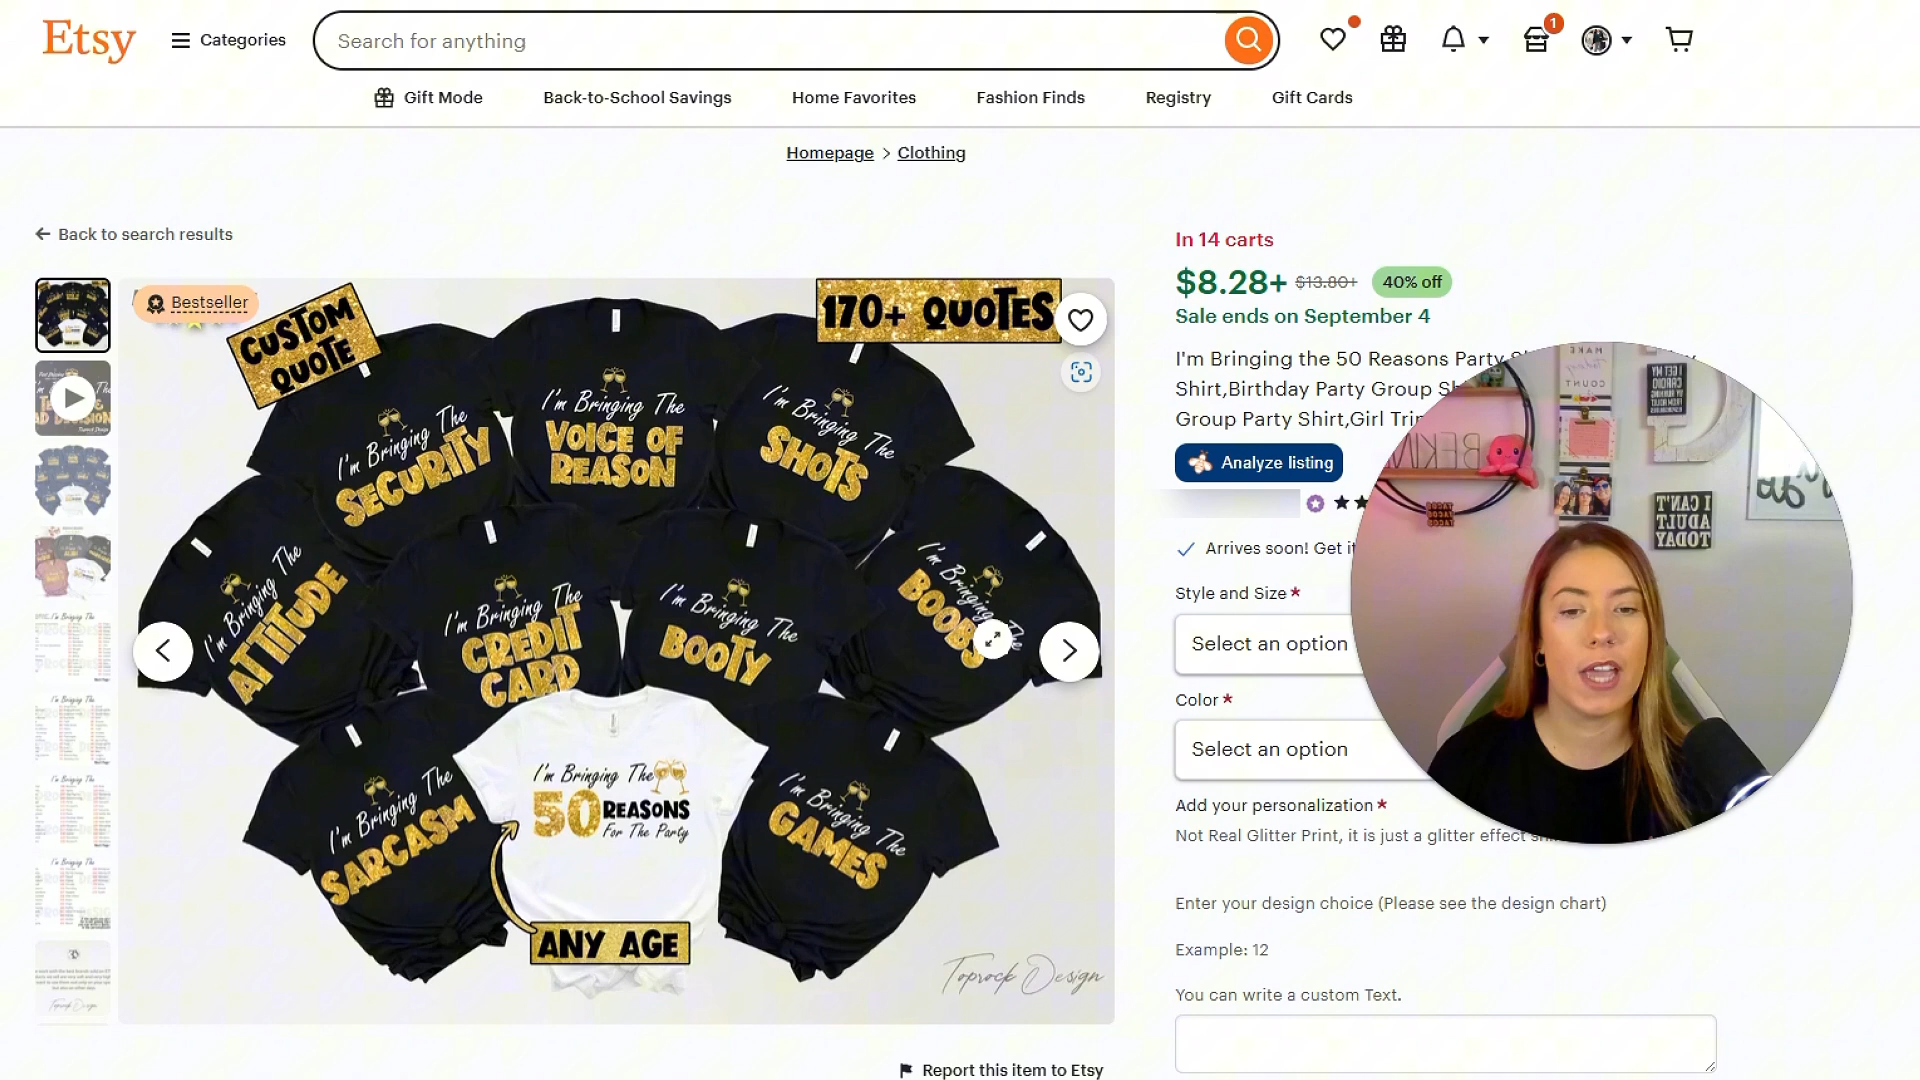 Etsy
Categories
Search for anything
1
Gift Mode
Back-to-School Savings
Home Favorites
Fashion Finds
Registry
Gift Cards
Homepage > Clothing
Back to search results
In 14 carts
$8.28+ $13.80+ 40% off
Sale ends on September 4
I'm Bringing the 50 Reasons Party
Shirt,Birthday Party Group
Group Party Shirt,Girl
Analyze listing
Arrives soon! Get
Style and Size *
Select an option
Color *
Select an option
Add your personalization *
Not Real Glitter Print, it is just a glitter effect
Enter your design choice (Please see the design chart)
Example: 12
You can write a custom Text.
Bestseller
CUSTOM
QUOTE
170+ QUOTES
I'm Bringing The
SECURITY
I'm Bringing The
VOICE OF
REASON
I'm Bringing The
SHOTS
I'm Bringing The
ATTITUDE
I'm Bringing The
CREDIT
CARD
I'm Bringing The
BOOTY
I'm Bringing The
BOOBS
I'm Bringing The
SARCASM
I'm Bringing The
50 REASONS
For The Party
I'm Bringing The
GAMES
ANY AGE
Toprock Design
Report this item to Etsy
MAKE
COUNT
I CAN'T
ADULT
TODAY